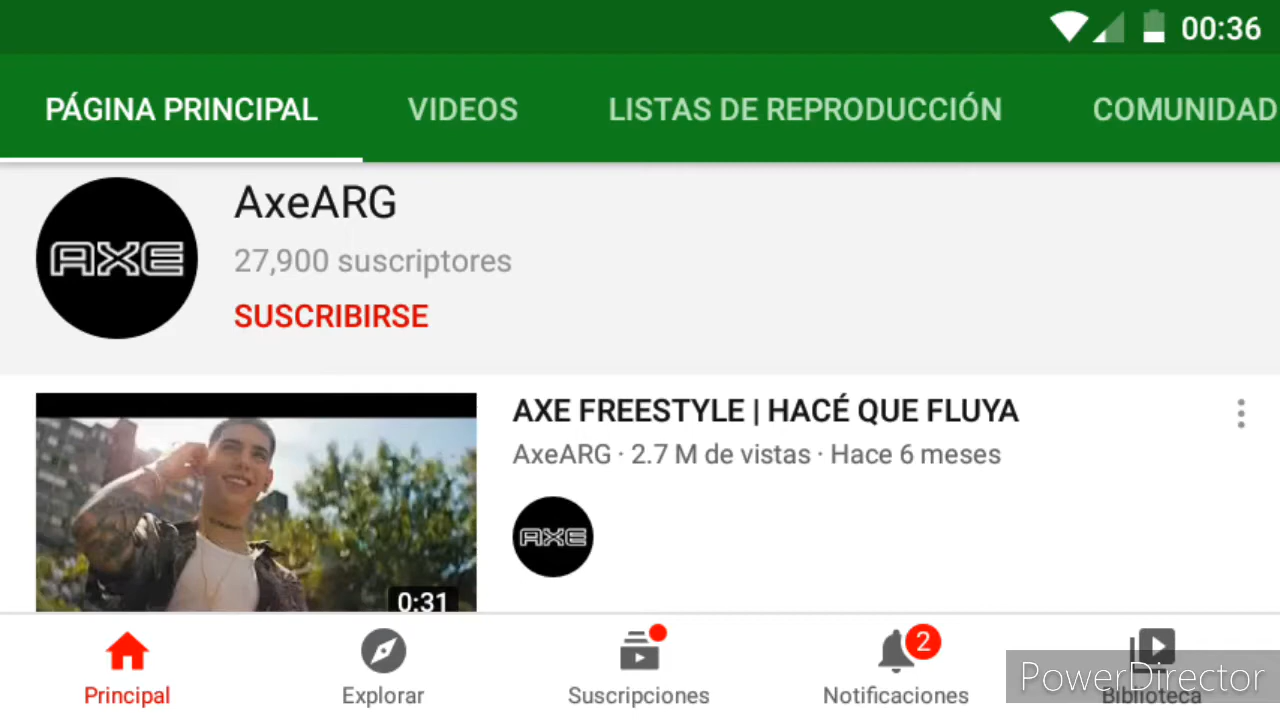 00:36
PÁGINA PRINCIPAL VIDEOS LISTAS DE REPRODUCCIÓN COMUNIDAD
AXE
AxeARG
27,900 suscriptores
SUSCRIBIRSE
AXE FREESTYLE | HACÉ QUE FLUYA
AxeARG · 2.7 M de vistas · Hace 6 meses
AXE
0:31
2
Principal Explorar Suscripciones Notificaciones Biblioteca
PowerDirector